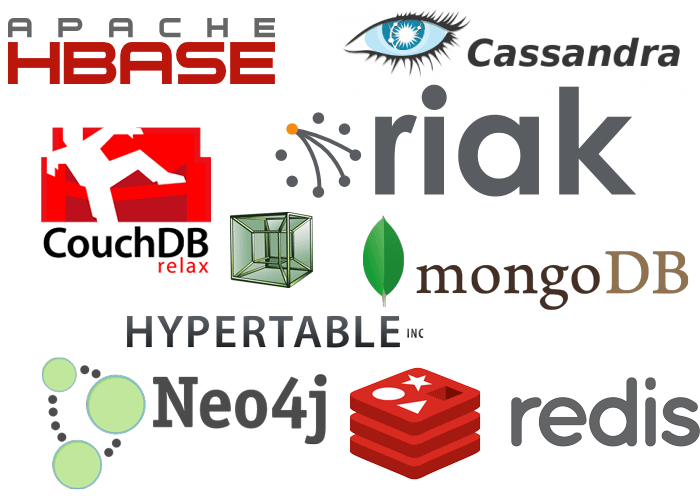 APACHE
HBASE
Cassandra
riak
CouchDB
relax
mongoDB
HYPERTABLE INC
Neo4j
redis